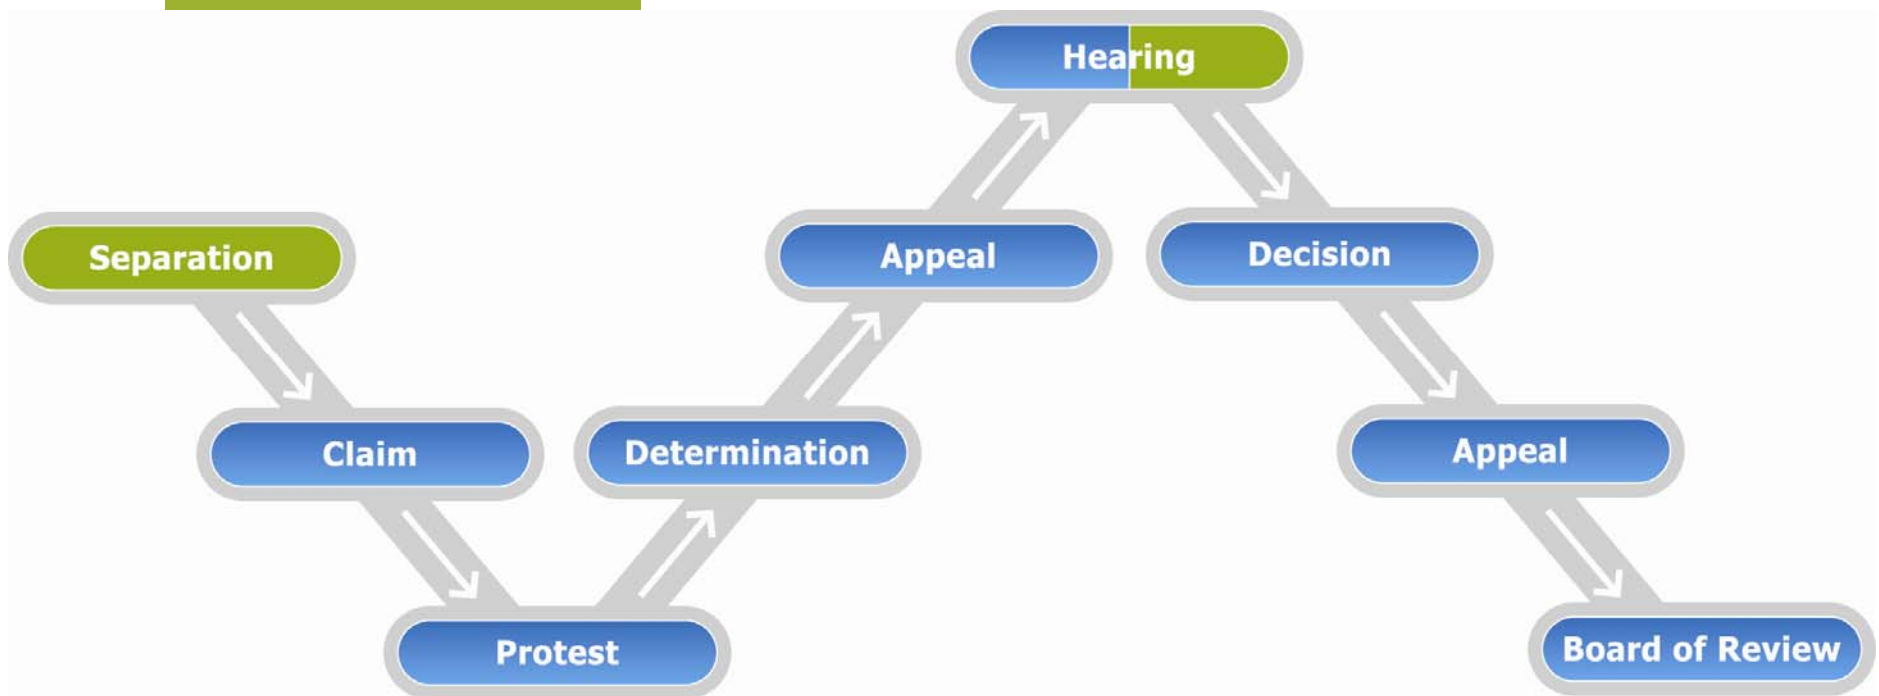 Separation
Claim
Protest
Determination
Appeal
Hearing
Decision
Appeal
Board of Review